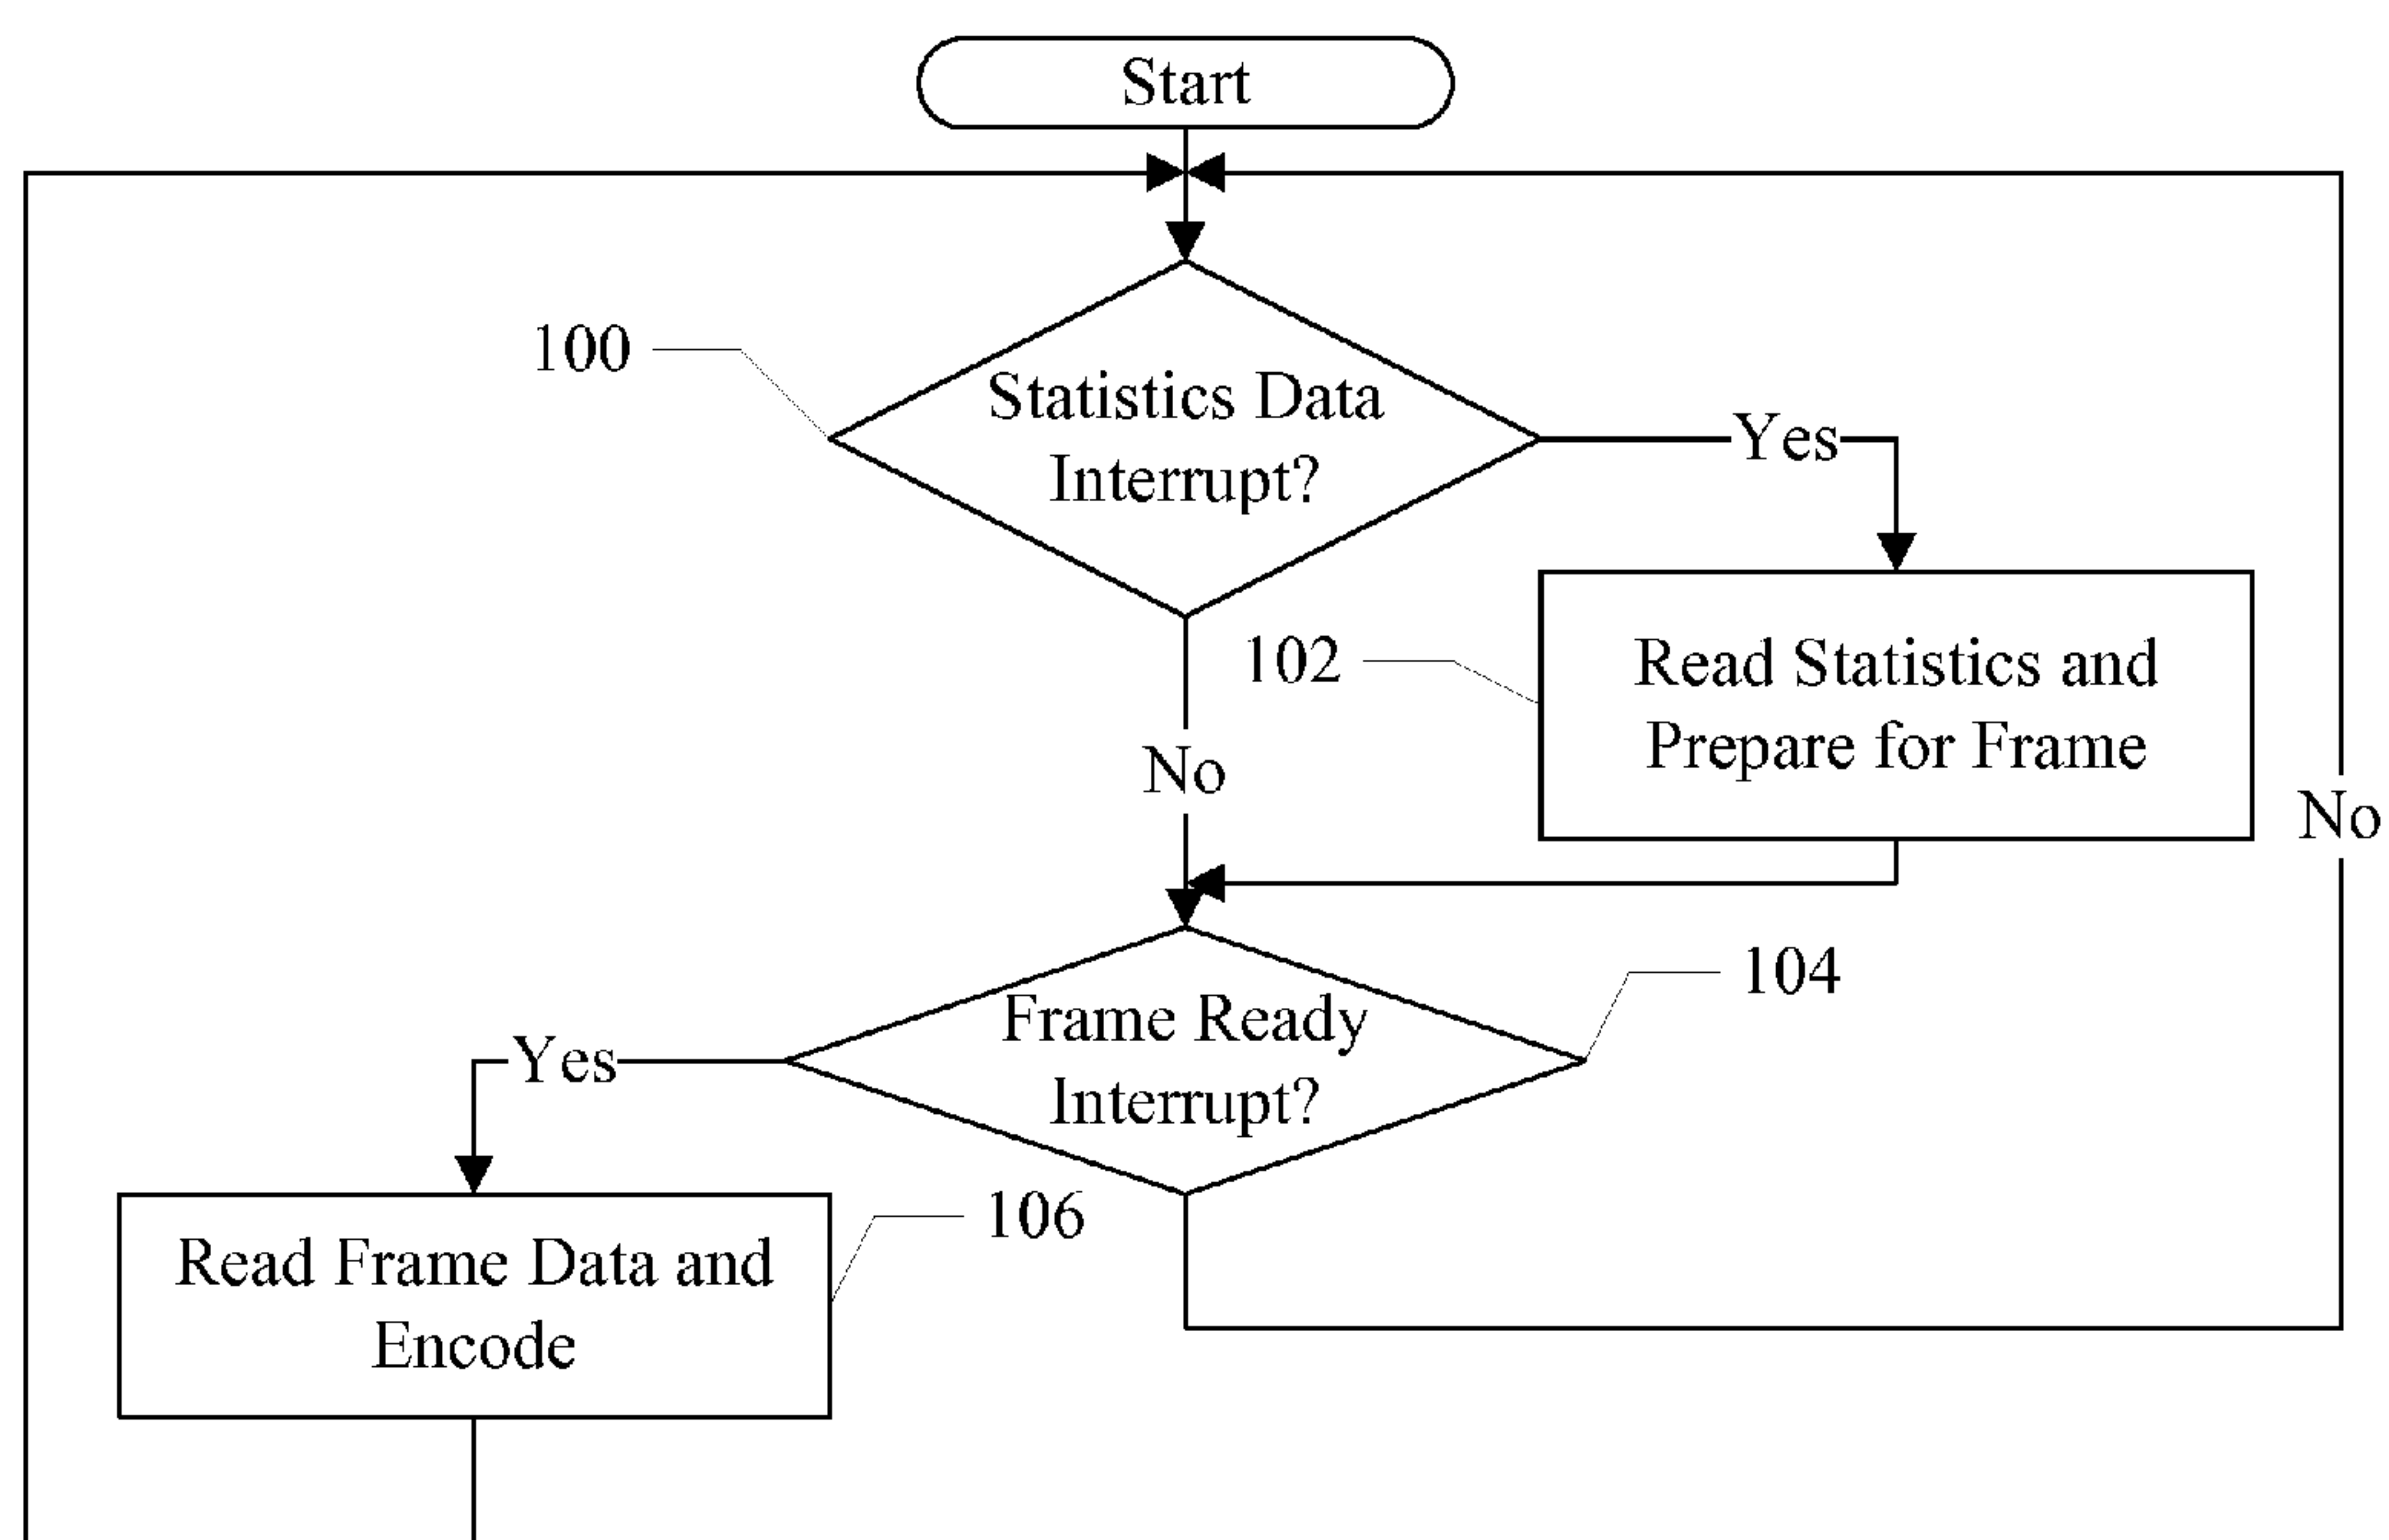 Start
100
Statistics Data
Interrupt?
Yes
102
Read Statistics and
Prepare for Frame
No
No
104
Frame Ready
Interrupt?
Yes
106
Read Frame Data and
Encode